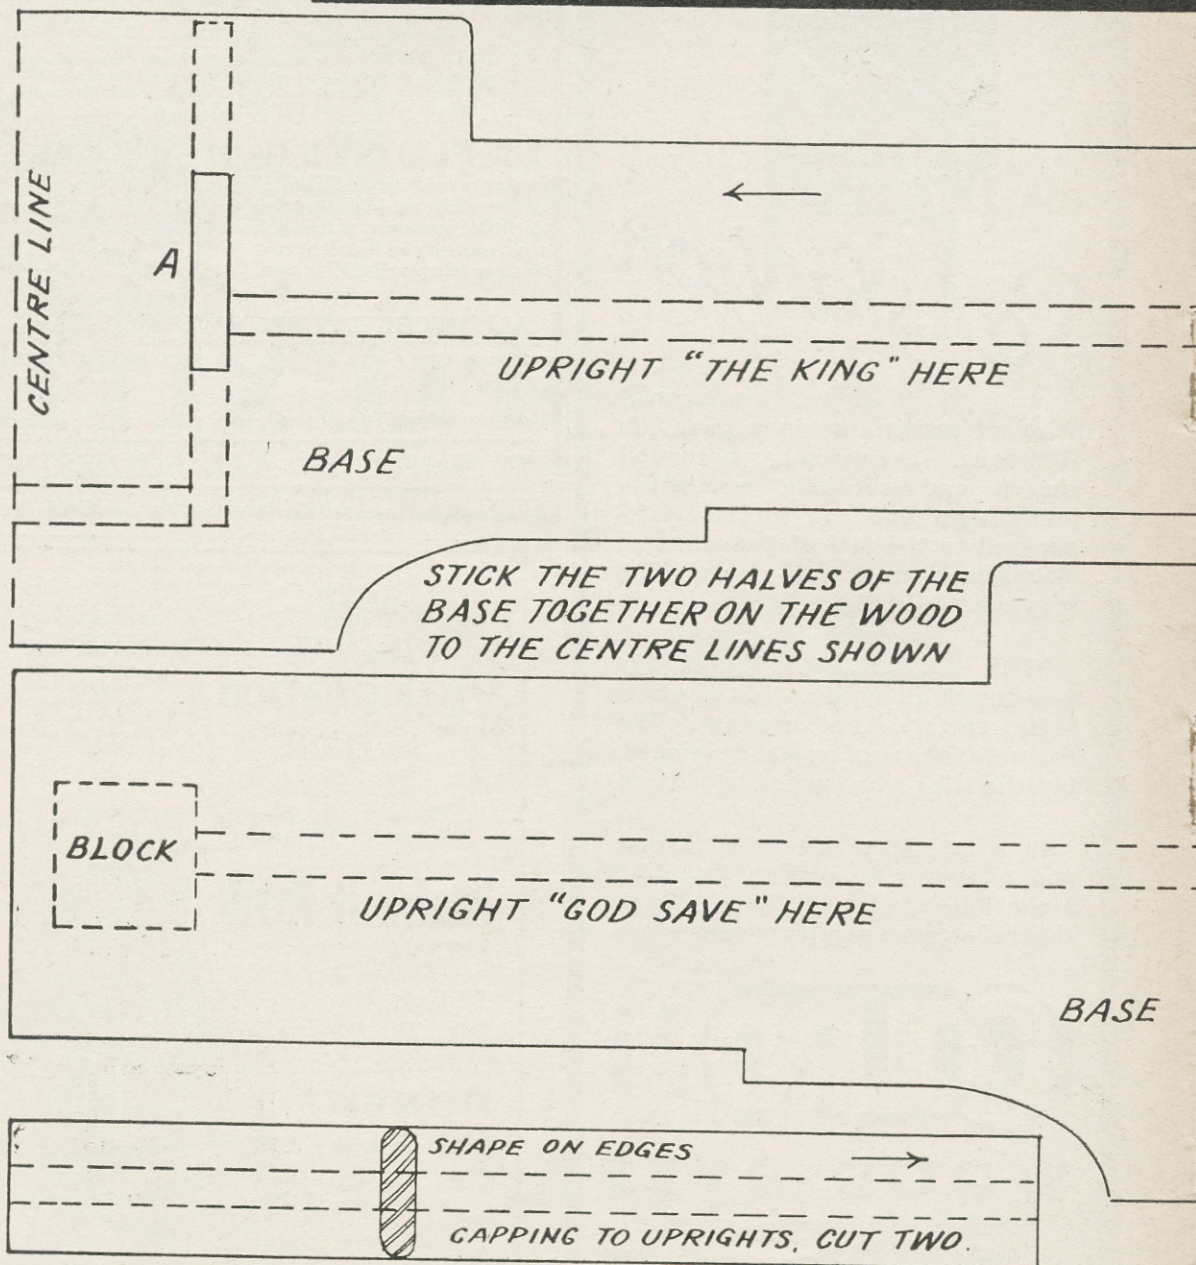 CENTRE LINE
A
UPRIGHT "THE KING" HERE
BASE
STICK THE TWO HALVES OF THE
BASE TOGETHER ON THE WOOD
TO THE CENTRE LINES SHOWN
BLOCK
UPRIGHT "GOD SAVE" HERE
BASE
SHAPE ON EDGES
CAPPING TO UPRIGHTS, CUT TWO.